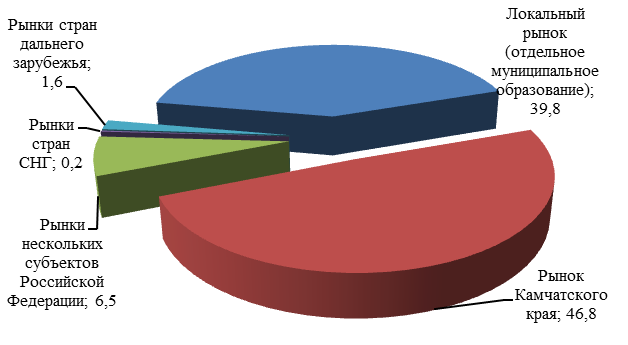 Рынки стран
дальнего
зарубежья;
1,6
Локальный
рынок
(отдельное
муниципальное
образование);
39,8
Рынки
стран
СНГ; 0,2
Рынки
нескольких
субъектов
Российской
Федерации; 6,5
Рынок
Камчатского
края; 46,8